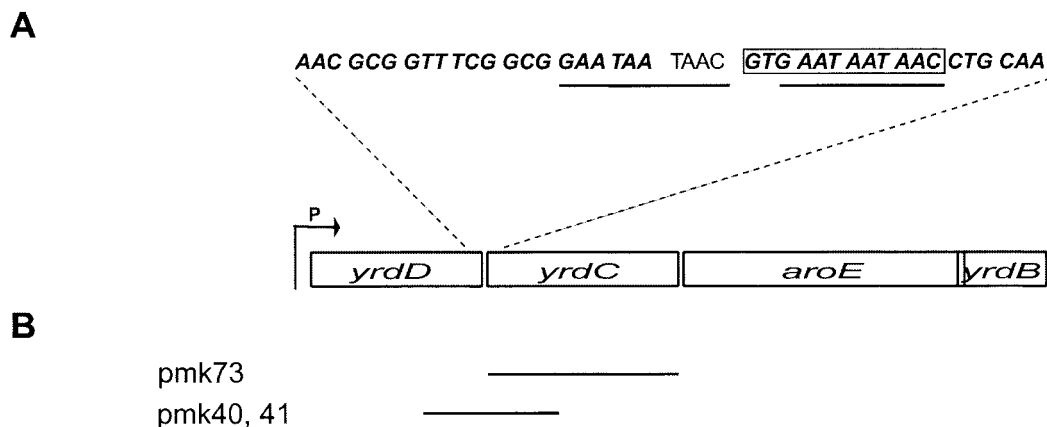 A
AAC GCG GTT TCG GCG GAA TAA TAAC GTG AAT AAT AAC CTG CAA
P
yrdD yrdC aroE yrdB
B
pmk73
pmk40, 41